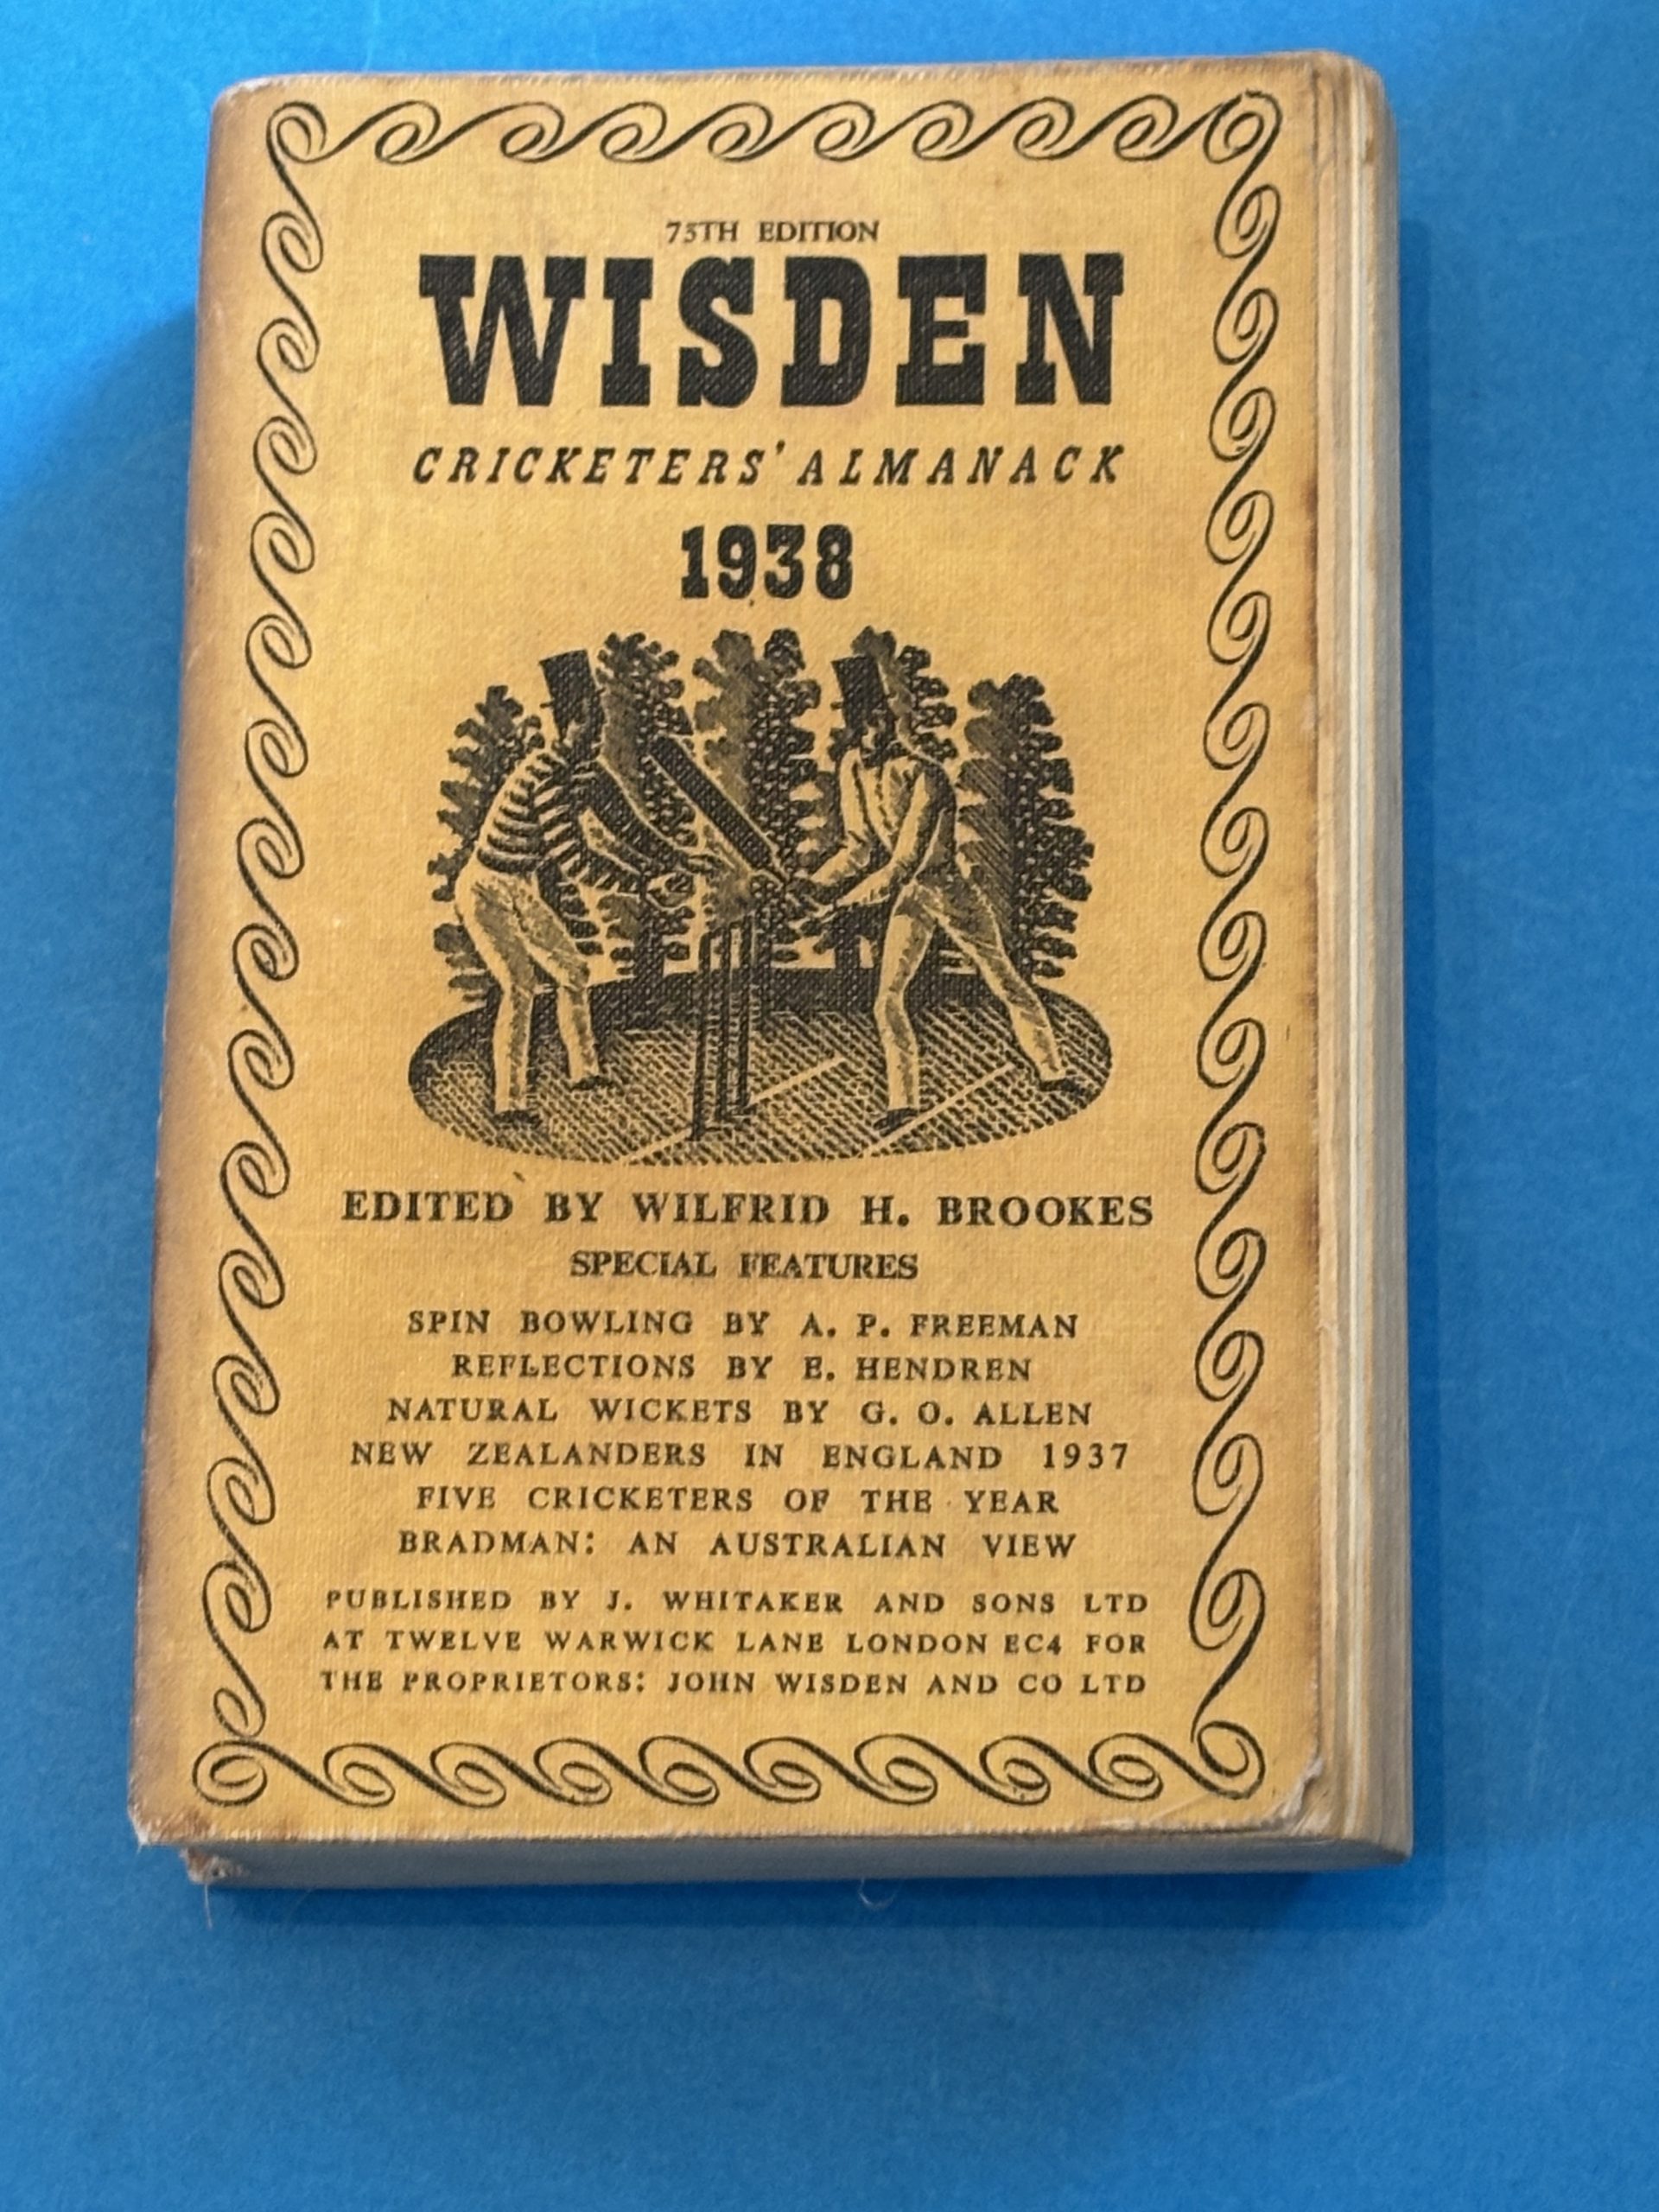 75TH EDITION
WISDEN
CRICKETERS' ALMANACK
1938
EDITED BY WILFRID H. BROOKES
SPECIAL FEATURES
SPIN BOWLING BY A. P. FREEMAN
REFLECTIONS BY E. HENDREN
NATURAL WICKETS BY G. O. ALLEN
NEW ZEALANDERS IN ENGLAND 1937
FIVE CRICKETERS OF THE YEAR
BRADMAN: AN AUSTRALIAN VIEW
PUBLISHED BY J. WHITAKER AND SONS LTD
AT TWELVE WARWICK LANE LONDON EC4 FOR
THE PROPRIETORS: JOHN WISDEN AND CO LTD